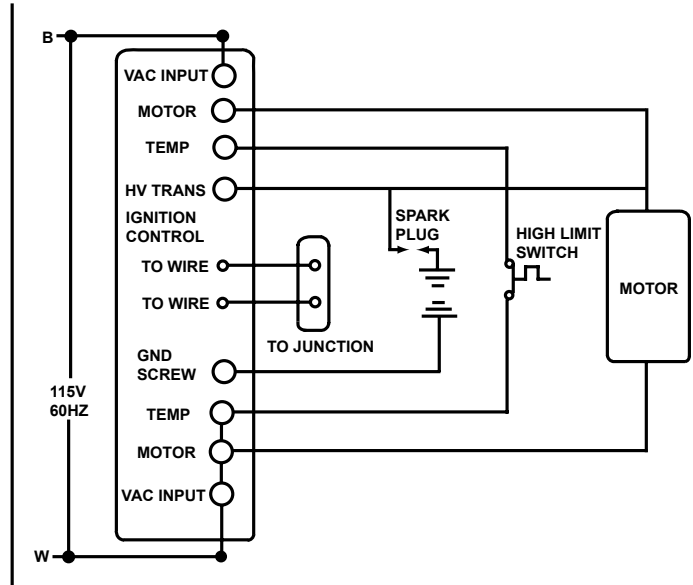 B
VAC INPUT
MOTOR
TEMP
HV TRANS
IGNITION
CONTROL
TO WIRE
TO WIRE
SPARK
PLUG
HIGH LIMIT
SWITCH
MOTOR
TO JUNCTION
GND
SCREW
115V
60HZ
TEMP
MOTOR
VAC INPUT
W